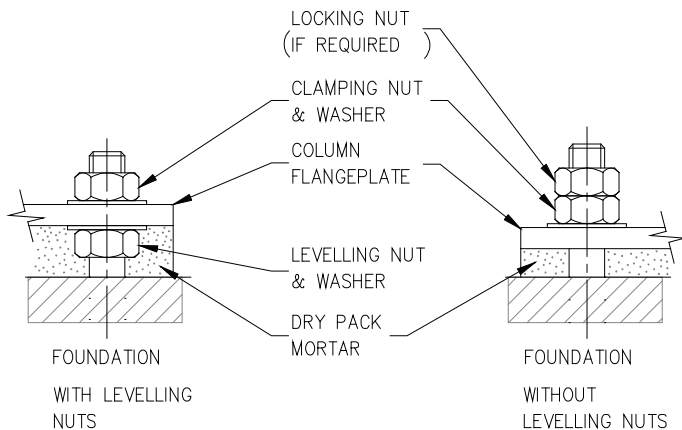 LOCKING NUT
(IF REQUIRED )
CLAMPING NUT
& WASHER
COLUMN
FLANGEPLATE
LEVELLING NUT
& WASHER
DRY PACK
MORTAR
FOUNDATION
WITH LEVELLING
NUTS
FOUNDATION
WITHOUT
LEVELLING NUTS